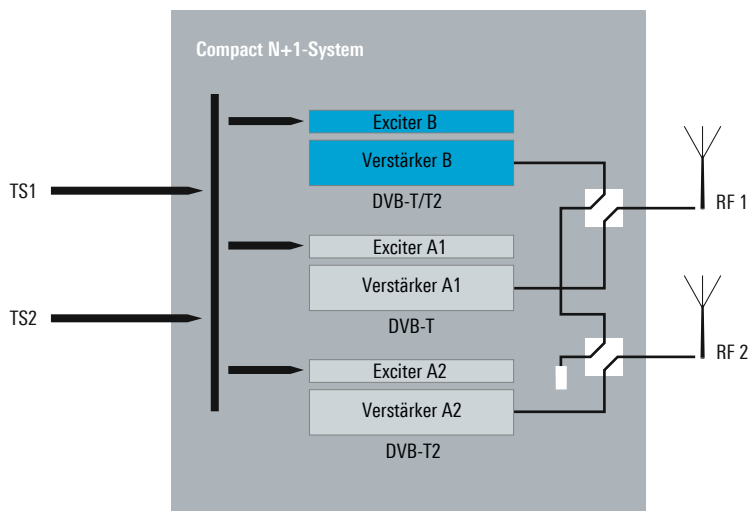 Compact N+1-System
Exciter B
Verstärker B
DVB-T/T2
TS1
RF 1
Exciter A1
Verstärker A1
DVB-T
TS2
RF 2
Exciter A2
Verstärker A2
DVB-T2